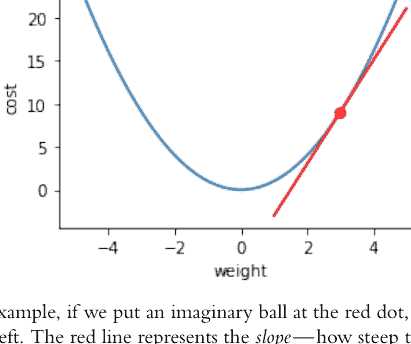 20
15
10
5
0
cost
−4 −2 0 2 4
weight
example, if we put an imaginary ball at the red dot,
left. The red line represents the slope—how steep